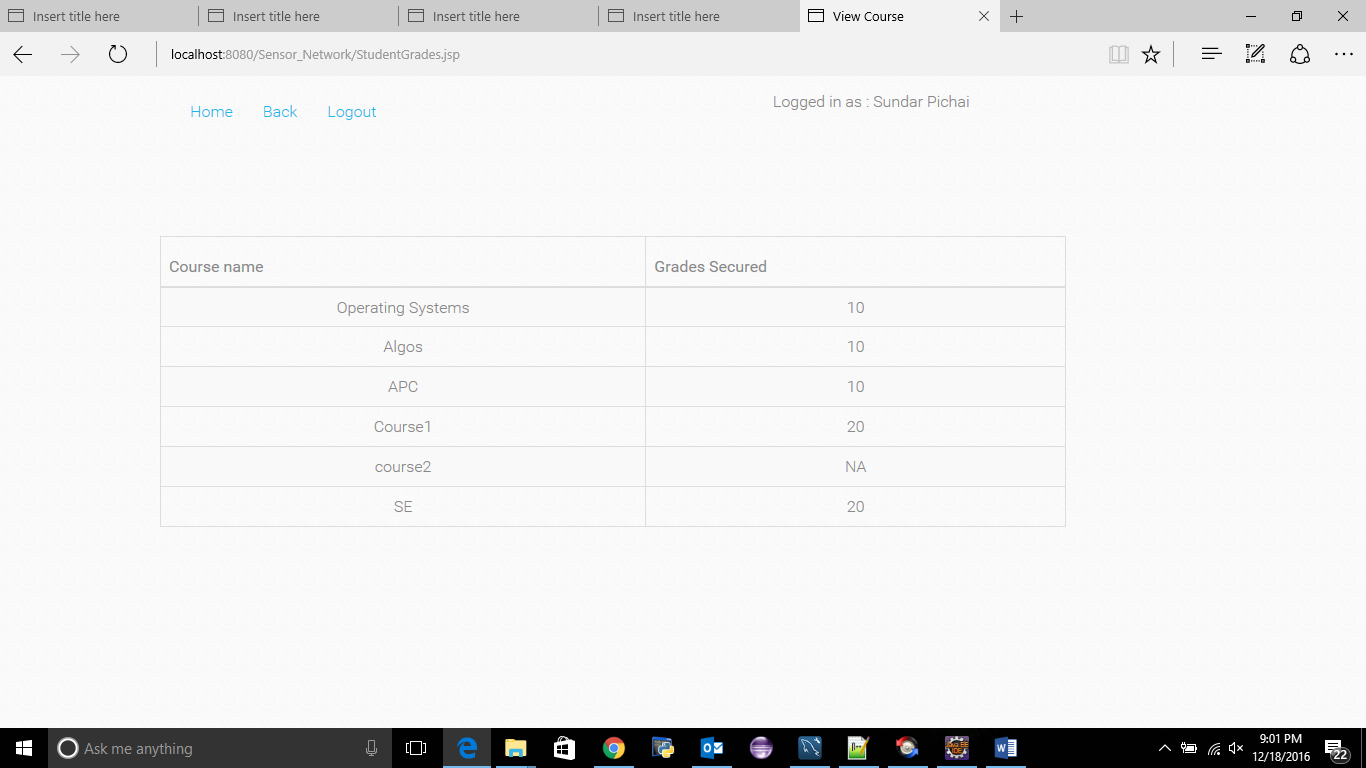 Insert title here Insert title here Insert title here Insert title here View Course
localhost:8080/Sensor_Network/StudentGrades.jsp
Home Back Logout Logged in as : Sundar Pichai
Course name Grades Secured
Operating Systems 10
Algos 10
APC 10
Course1 20
course2 NA
SE 20
Ask me anything 9:01 PM
12/18/2016 22